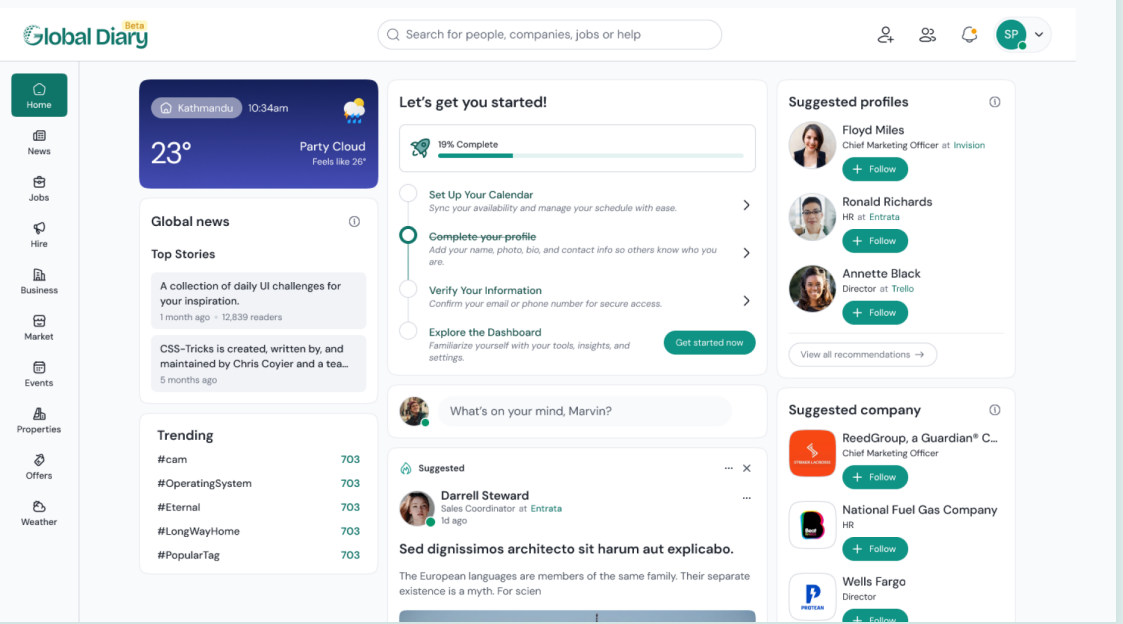 Global Diary
Beta
Search for people, companies, jobs or help
SP
Home
News
Jobs
Hire
Business
Market
Events
Properties
Offers
Weather
Kathmandu 10:34am
23°
Party Cloud
Feels like 26°
Global news
Top Stories
A collection of daily UI challenges for
your inspiration.
1 month ago • 12,839 readers
CSS-Tricks is created, written by, and
maintained by Chris Coyier and a tea...
5 months ago
Trending
#cam 703
#OperatingSystem 703
#Eternal 703
#LongWayHome 703
#PopularTag 703
Let's get you started!
19% Complete
Set Up Your Calendar
Sync your availability and manage your schedule with ease.
Complete your profile
Add your name, photo, bio, and contact info so others know who you
are.
Verify Your Information
Confirm your email or phone number for secure access.
Explore the Dashboard
Familiarize yourself with your tools, insights, and
settings.
Get started now
What's on your mind, Marvin?
Suggested
Darrell Steward
Sales Coordinator at Entrata
1d ago
Sed dignissimos architecto sit harum aut explicabo.
The European languages are members of the same family. Their separate
existence is a myth. For scien
Suggested profiles
Floyd Miles
Chief Marketing Officer at Invision
+ Follow
Ronald Richards
HR at Entrata
+ Follow
Annette Black
Director at Trello
+ Follow
View all recommendations →
Suggested company
ReedGroup, a Guardian® C...
Chief Marketing Officer
+ Follow
National Fuel Gas Company
HR
Beat
+ Follow
Wells Fargo
Director
PROTEAN
+ Follow